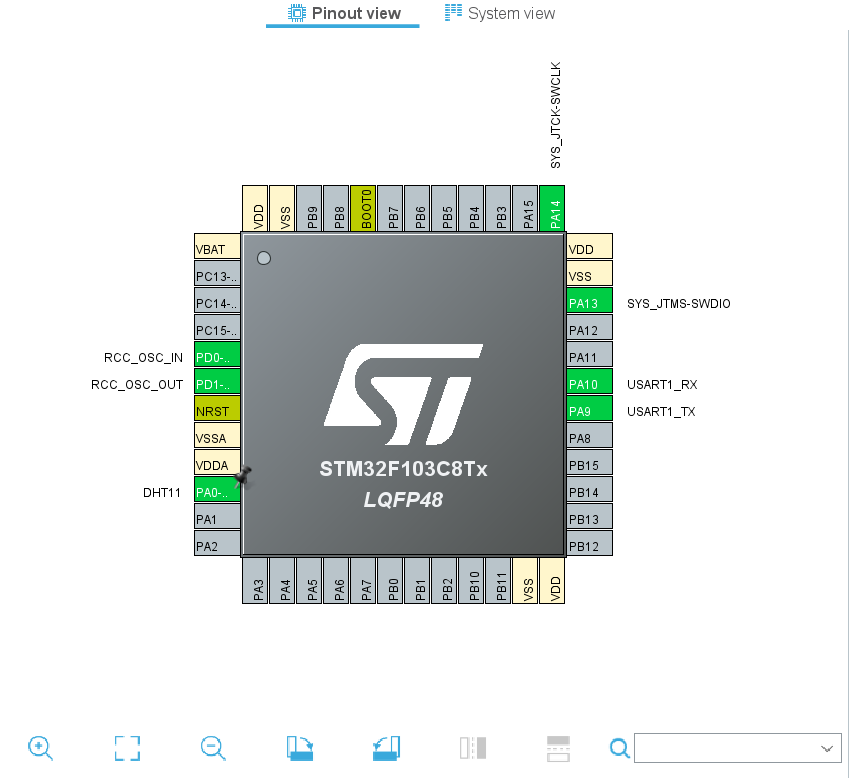 Pinout view
System view
SYS_JTCK-SWCLK
VDD
VSS
PB9
PB8
BOOT0
PB7
PB6
PB5
PB4
PB3
PA15
PA14
VBAT
PC13-..
PC14-..
PC15-..
RCC_OSC_IN
PD0-..
RCC_OSC_OUT
PD1-..
NRST
VSSA
VDDA
DHT11
PA0-..
PA1
PA2
VDD
VSS
PA13
SYS_JTMS-SWDIO
PA12
PA11
PA10
USART1_RX
PA9
USART1_TX
PA8
PB15
PB14
PB13
PB12
ST
STM32F103C8Tx
LQFP48
PA3
PA4
PA5
PA6
PA7
PB0
PB1
PB2
PB10
PB11
VSS
VDD